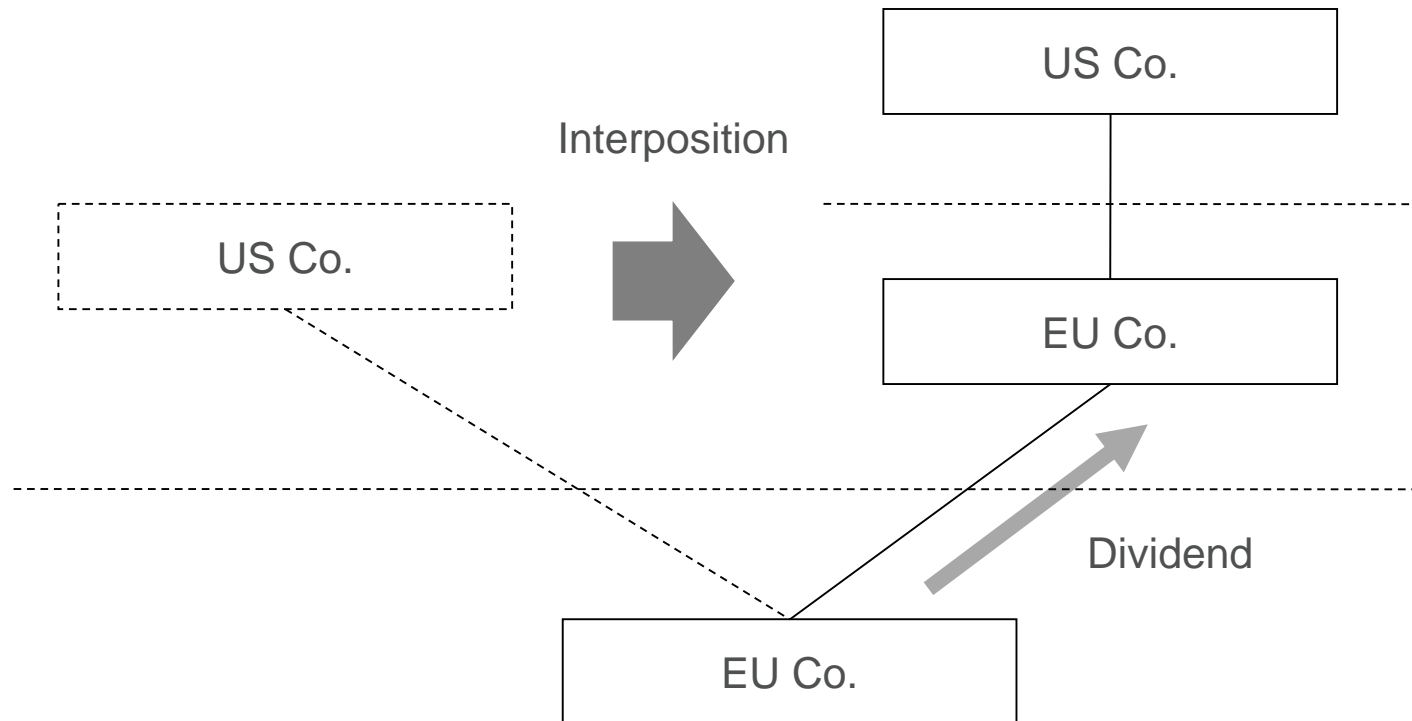 US Co.
Interposition
US Co.
EU Co.
Dividend
EU Co.